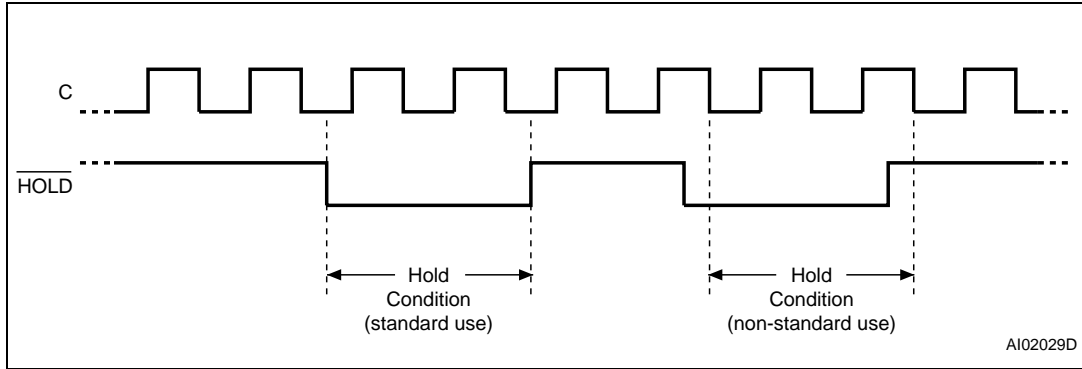 C
HOLD
Hold
Condition
(standard use)
Hold
Condition
(non-standard use)
AI02029D